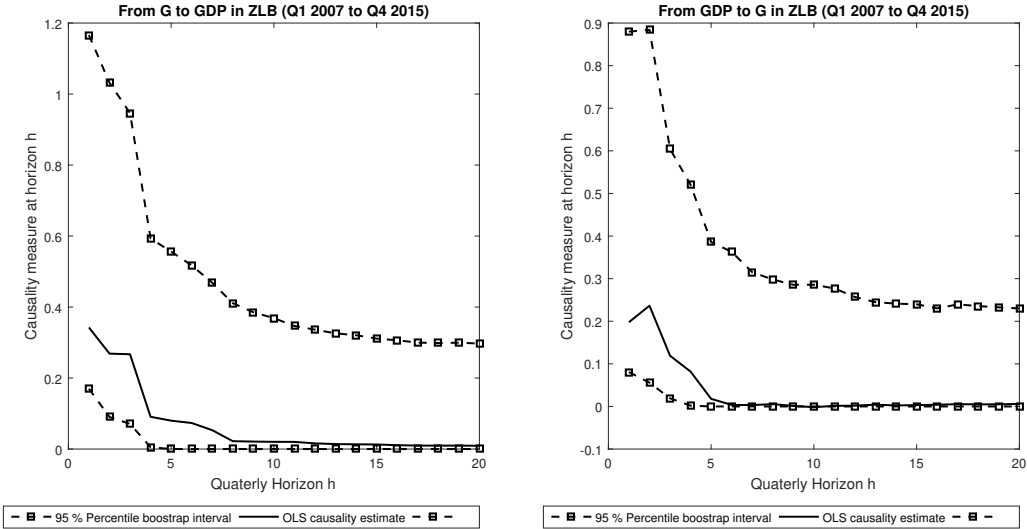 From G to GDP in ZLB (Q1 2007 to Q4 2015)
Causality measure at horizon h
1.2
1
0.8
0.6
0.4
0.2
0
0
5
10
15
20
Quaterly Horizon h
95 % Percentile boostrap interval
OLS causality estimate
From GDP to G in ZLB (Q1 2007 to Q4 2015)
Causality measure at horizon h
0.9
0.8
0.7
0.6
0.5
0.4
0.3
0.2
0.1
0
-0.1
0
5
10
15
20
Quaterly Horizon h
95 % Percentile boostrap interval
OLS causality estimate